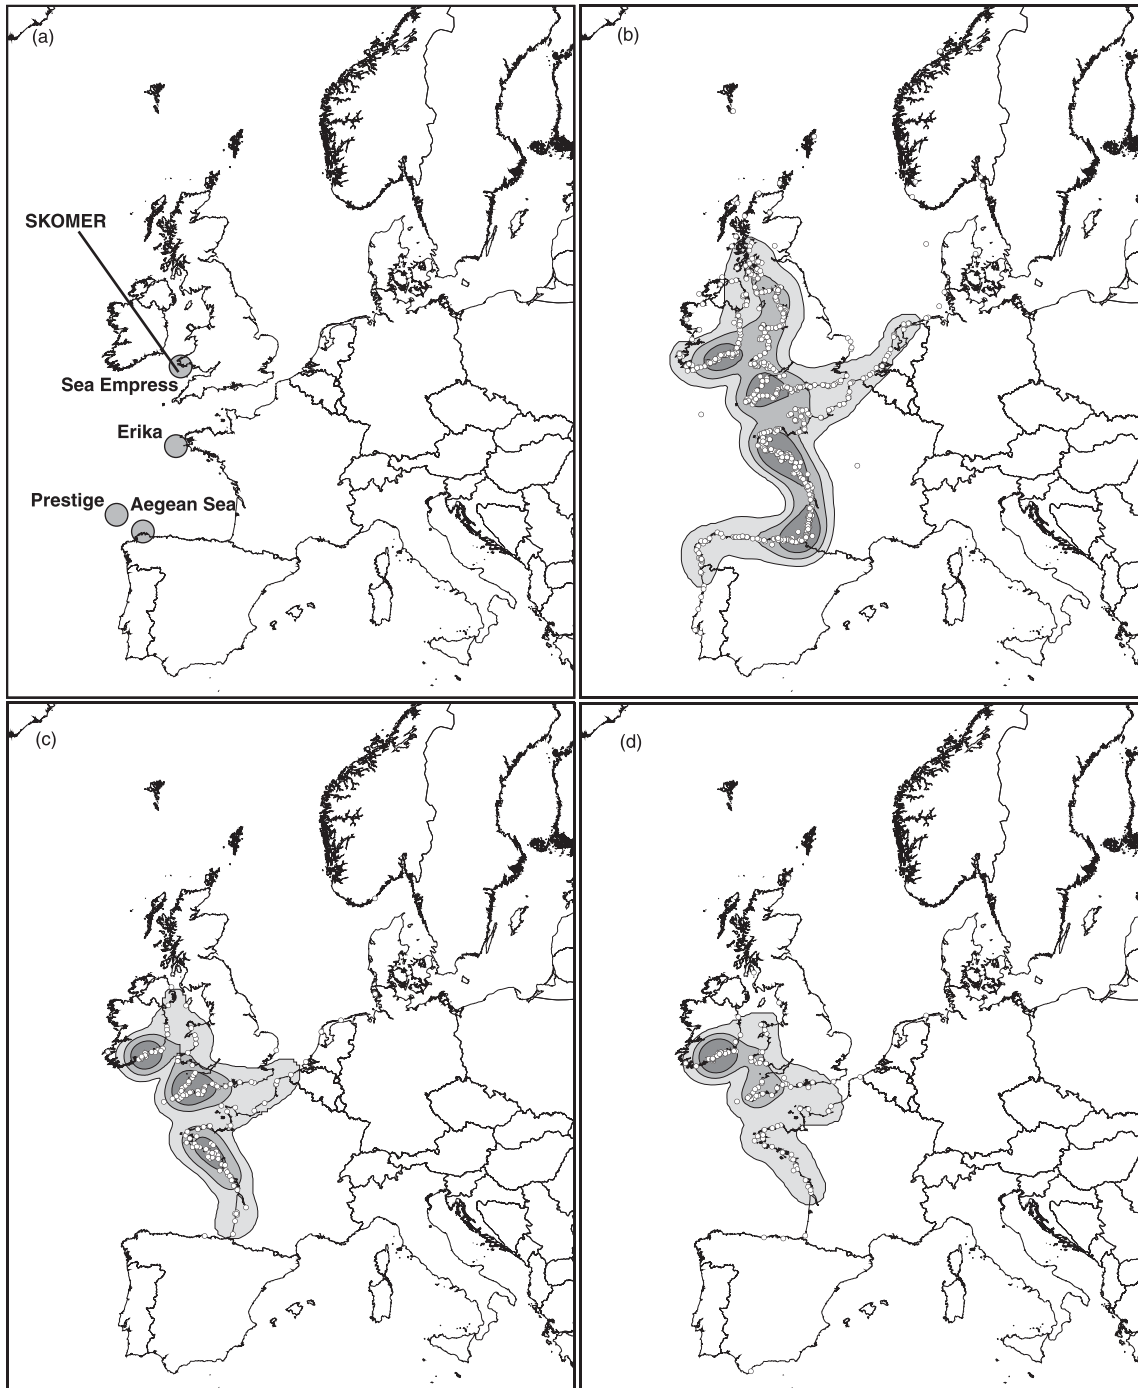 (a)
SKOMER
Sea Empress
Erika
Prestige
Aegean Sea
(b)
(c)
(d)